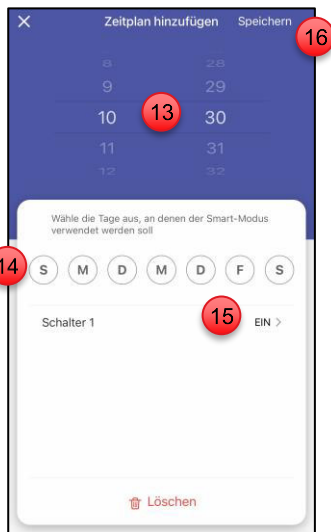 × Zeitplan hinzufügen Speichern
16
8 28
9 29
10 13 30
11 31
12 32
Wähle die Tage aus, an denen der Smart-Modus
verwendet werden soll
14 S M D M D F S
Schalter 1 15 EIN >
Löschen